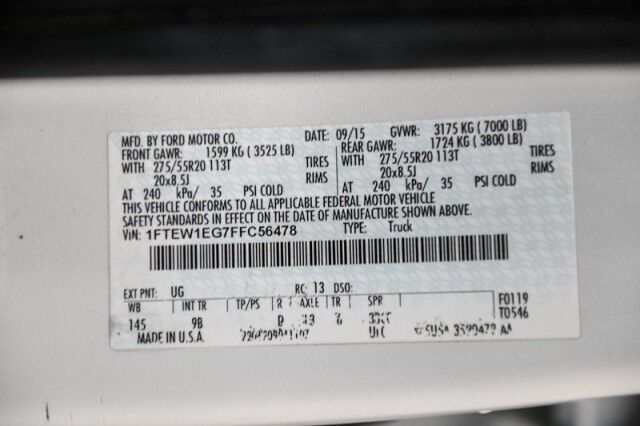 MFD. BY FORD MOTOR CO. DATE: 09/15 GVWR: 3175 KG ( 7000 LB)
FRONT GAWR: 1599 KG ( 3525 LB) REAR GAWR: 1724 KG ( 3800 LB)
WITH 275/55R20 113T TIRES WITH 275/55R20 113T TIRES
20x8.5J RIMS 20x8.5J RIMS
AT 240 kPa/ 35 PSI COLD AT 240 kPa/ 35 PSI COLD
THIS VEHICLE CONFORMS TO ALL APPLICABLE FEDERAL MOTOR VEHICLE
SAFETY STANDARDS IN EFFECT ON THE DATE OF MANUFACTURE SHOWN ABOVE.
VIN: 1FTEW1EG7FFC56478 TYPE: Truck
EXT PNT: UG RC: 13 DSO: F0119
WB INT TR TP/PS R AXLE TR SPR T0546
145 9B
MADE IN U.S.A.